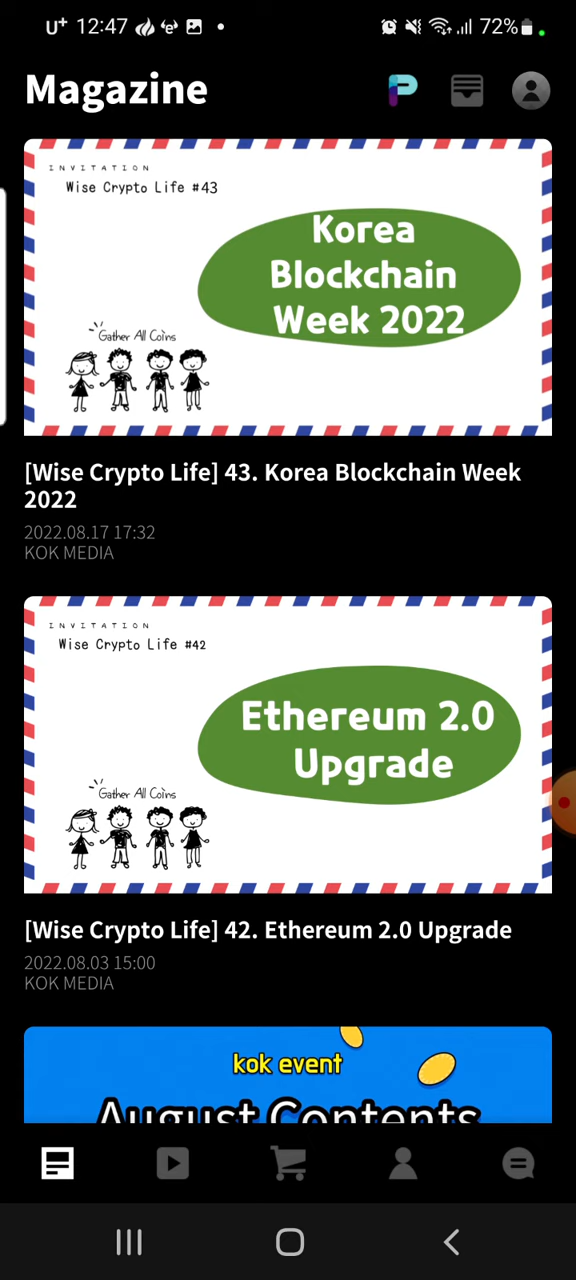 U+ 12:47 72%
Magazine
INVITATION
Wise Crypto Life #43
Korea
Blockchain
Week 2022
Gather All Coins
[Wise Crypto Life] 43. Korea Blockchain Week
2022
2022.08.17 17:32
KOK MEDIA
INVITATION
Wise Crypto Life #42
Ethereum 2.0
Upgrade
Gather All Coins
[Wise Crypto Life] 42. Ethereum 2.0 Upgrade
2022.08.03 15:00
KOK MEDIA
kok event
August Contents